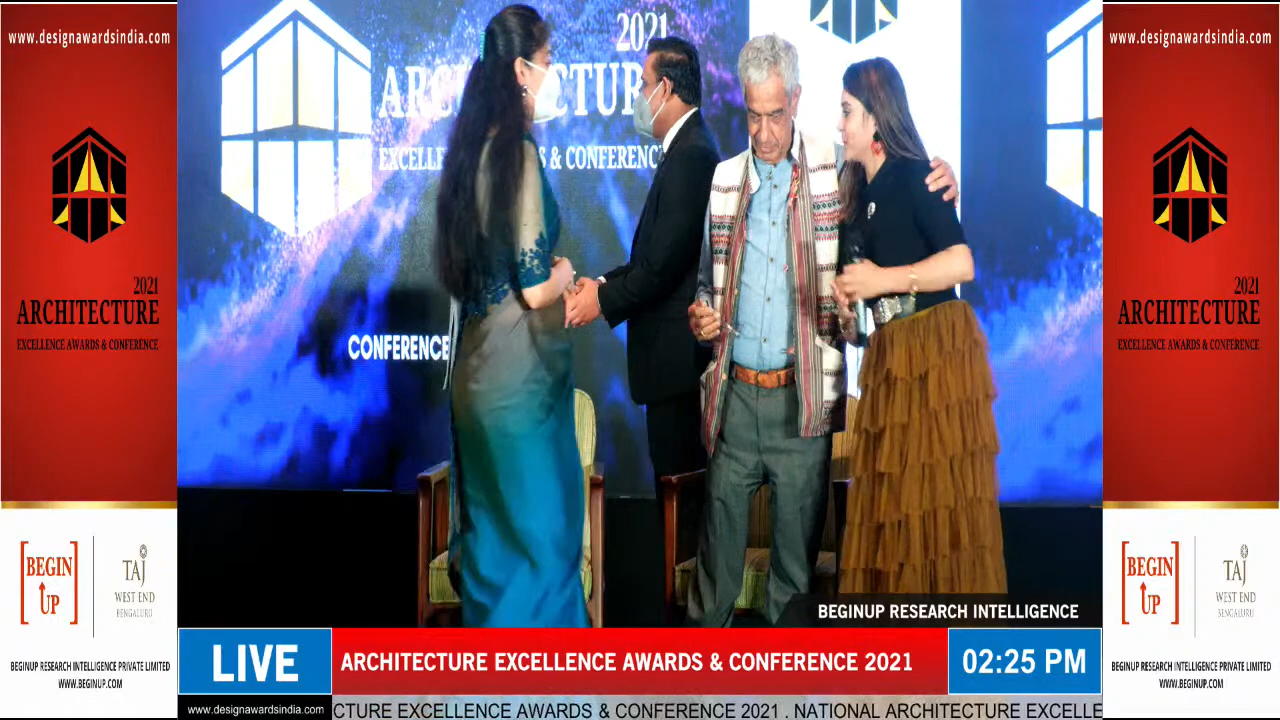 www.designawardsindia.com
2021
ARCHITECTURE
EXCELLENCE AWARDS & CONFERENCE
[BEGIN UP]
TAJ
WEST END
BENGALURU
BEGINUP RESEARCH INTELLIGENCE PRIVATE LIMITED
WWW.BEGINUP.COM
2021
ARC CTUR
EXCELLE S & CONFERENCE
CONFERENCE
BEGINUP RESEARCH INTELLIGENCE
LIVE
ARCHITECTURE EXCELLENCE AWARDS & CONFERENCE 2021
02:25 PM
www.designawardsindia.com
CTURE EXCELLENCE AWARDS & CONFERENCE 2021 . NATIONAL ARCHITECTURE EXCELLE
www.designawardsindia.com
2021
ARCHITECTURE
EXCELLENCE AWARDS & CONFERENCE
[BEGIN UP]
TAJ
WEST END
BENGALURU
BEGINUP RESEARCH INTELLIGENCE PRIVATE LIMITED
WWW.BEGINUP.COM